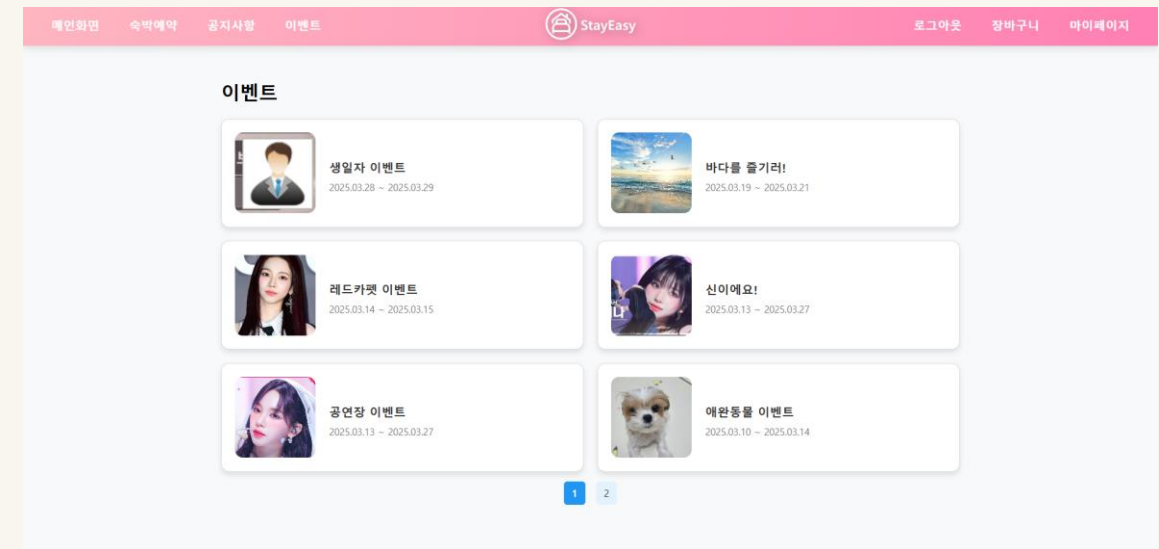 메인화면 숙박예약 공지사항 이벤트 StayEasy 로그아웃 장바구니 마이페이지
이벤트
생일자 이벤트
2025.03.28 ~ 2025.03.29
바다를 즐기러!
2025.03.19 ~ 2025.03.21
레드카펫 이벤트
2025.03.14 ~ 2025.03.15
신이에요!
2025.03.13 ~ 2025.03.27
공연장 이벤트
2025.03.13 ~ 2025.03.27
애완동물 이벤트
2025.03.10 ~ 2025.03.14
1 2